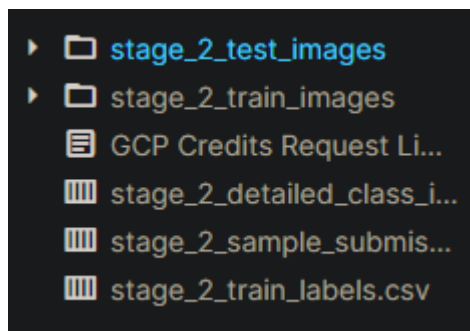 stage_2_test_images
stage_2_train_images
GCP Credits Request Li...
stage_2_detailed_class_i...
stage_2_sample_submis...
stage_2_train_labels.csv